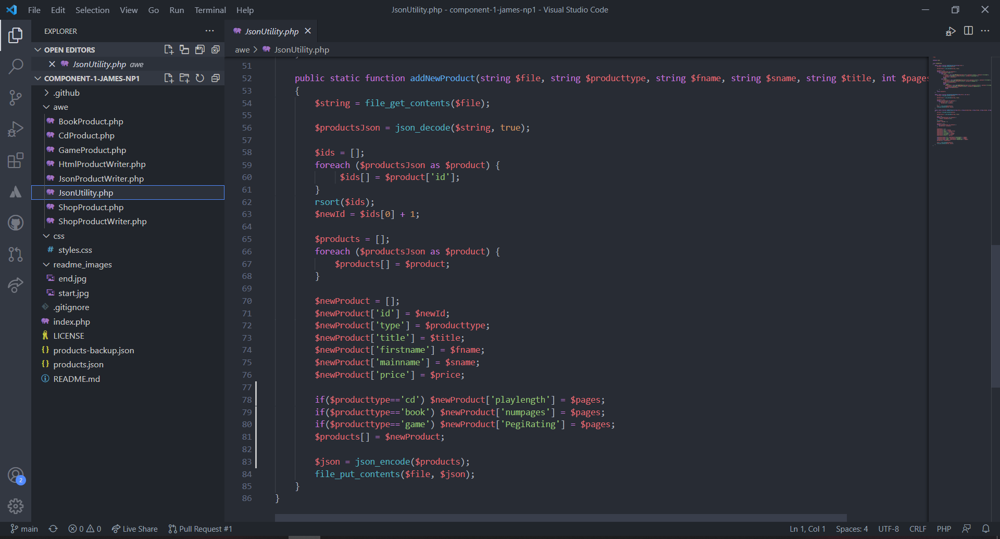 File Edit Selection View Go Run Terminal Help
JsonUtility.php - component-1-james-np1 - Visual Studio Code
EXPLORER
OPEN EDITORS
JsonUtility.php awe
COMPONENT-1-JAMES-NP1
.github
awe
BookProduct.php
CdProduct.php
GameProduct.php
HtmlProductWriter.php
JsonProductWriter.php
JsonUtility.php
ShopProduct.php
ShopProductWriter.php
css
styles.css
readme_images
end.jpg
start.jpg
.gitignore
index.php
LICENSE
products-backup.json
products.json
README.md
2
JsonUtility.php
awe > JsonUtility.php
51
52 public static function addNewProduct(string $file, string $producttype, string $fname, string $sname, string $title, int $pages
53 {
54 $string = file_get_contents($file);
55
56 $productsJson = json_decode($string, true);
57
58 $ids = [];
59 foreach ($productsJson as $product) {
60 $ids[] = $product['id'];
61 }
62 rsort($ids);
63 $newId = $ids[0] + 1;
64
65 $products = [];
66 foreach ($productsJson as $product) {
67 $products[] = $product;
68 }
69
70 $newProduct = [];
71 $newProduct['id'] = $newId;
72 $newProduct['type'] = $producttype;
73 $newProduct['title'] = $title;
74 $newProduct['firstname'] = $fname;
75 $newProduct['mainname'] = $sname;
76 $newProduct['price'] = $price;
77
78 if($producttype=='cd') $newProduct['playlength'] = $pages;
79 if($producttype=='book') $newProduct['numpages'] = $pages;
80 if($producttype=='game') $newProduct['PegiRating'] = $pages;
81 $products[] = $newProduct;
82
83 $json = json_encode($products);
84 file_put_contents($file, $json);
85 }
86 }
main 0 0 Live Share Pull Request #1 Ln 1, Col 1 Spaces: 4 UTF-8 CRLF PHP